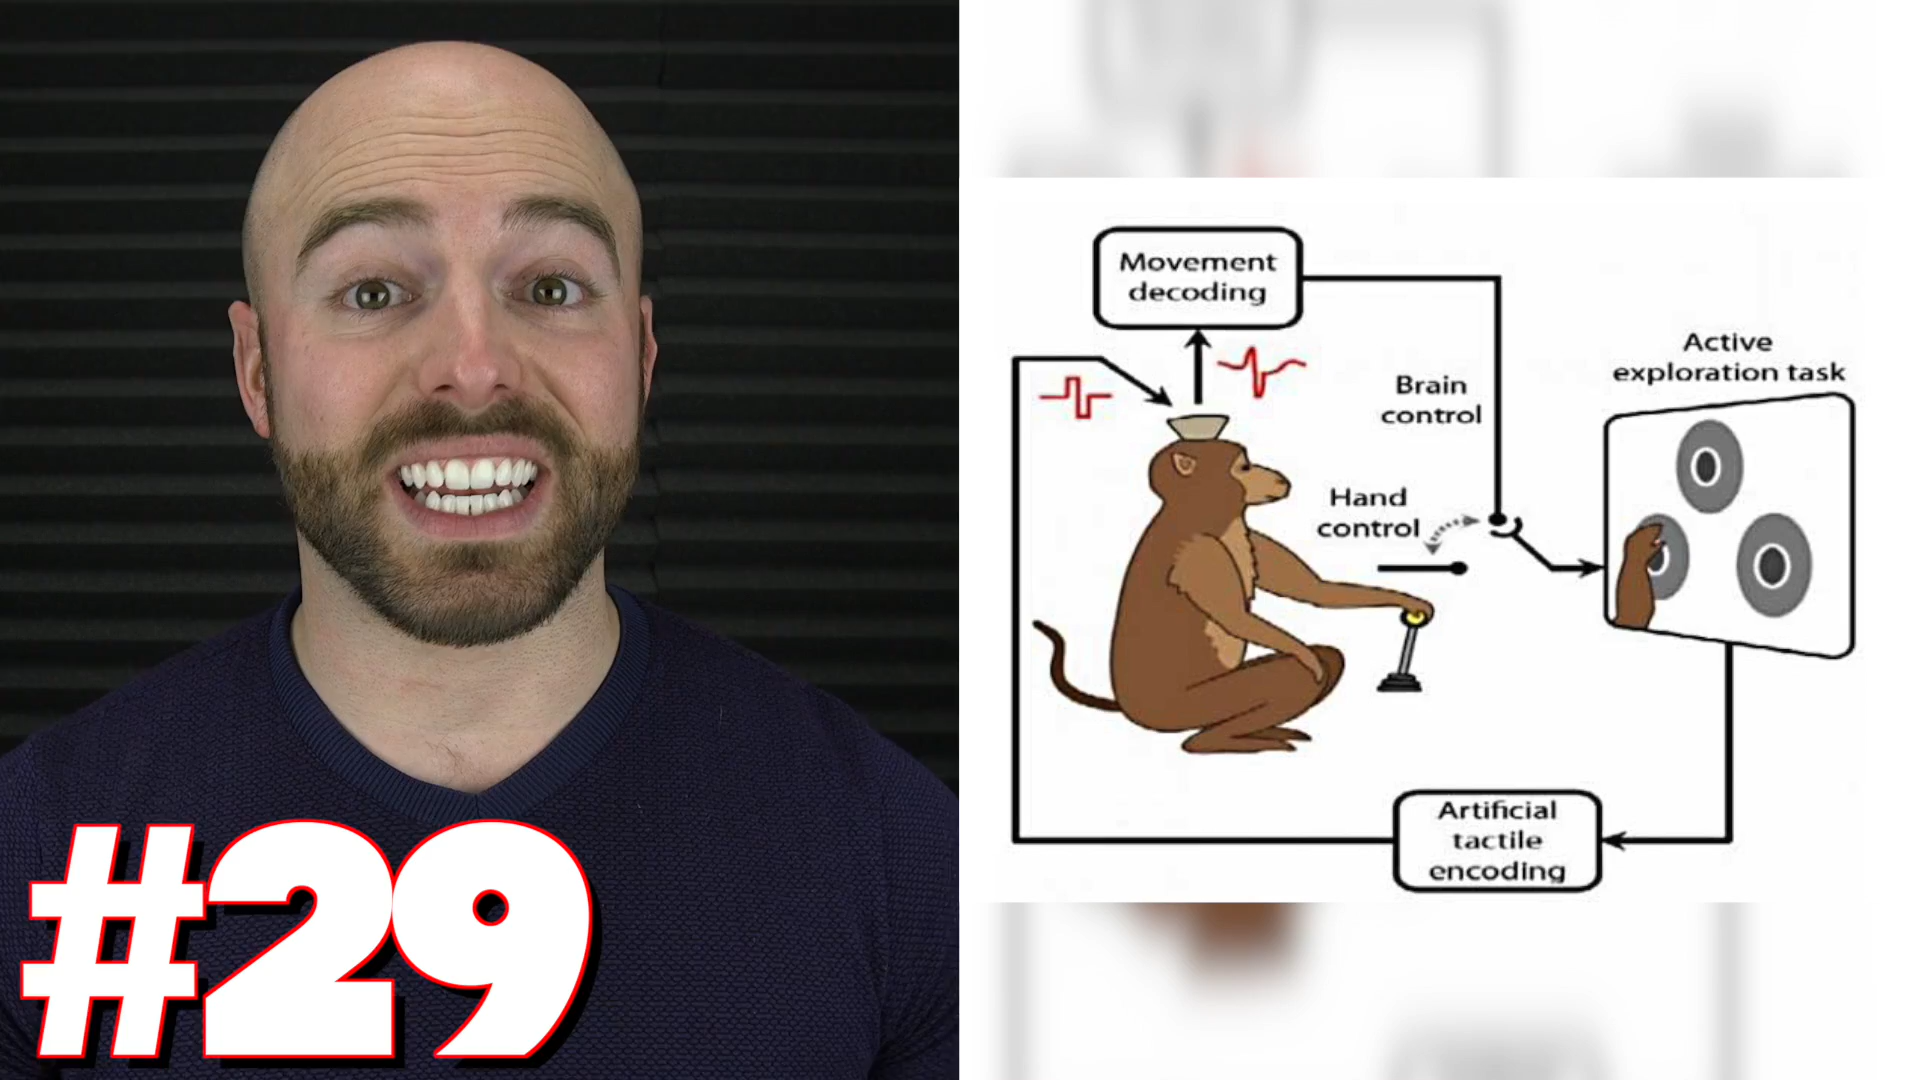 #29
Movement
decoding
Active
exploration task
Brain
control
Hand
control
Artificial
tactile
encoding